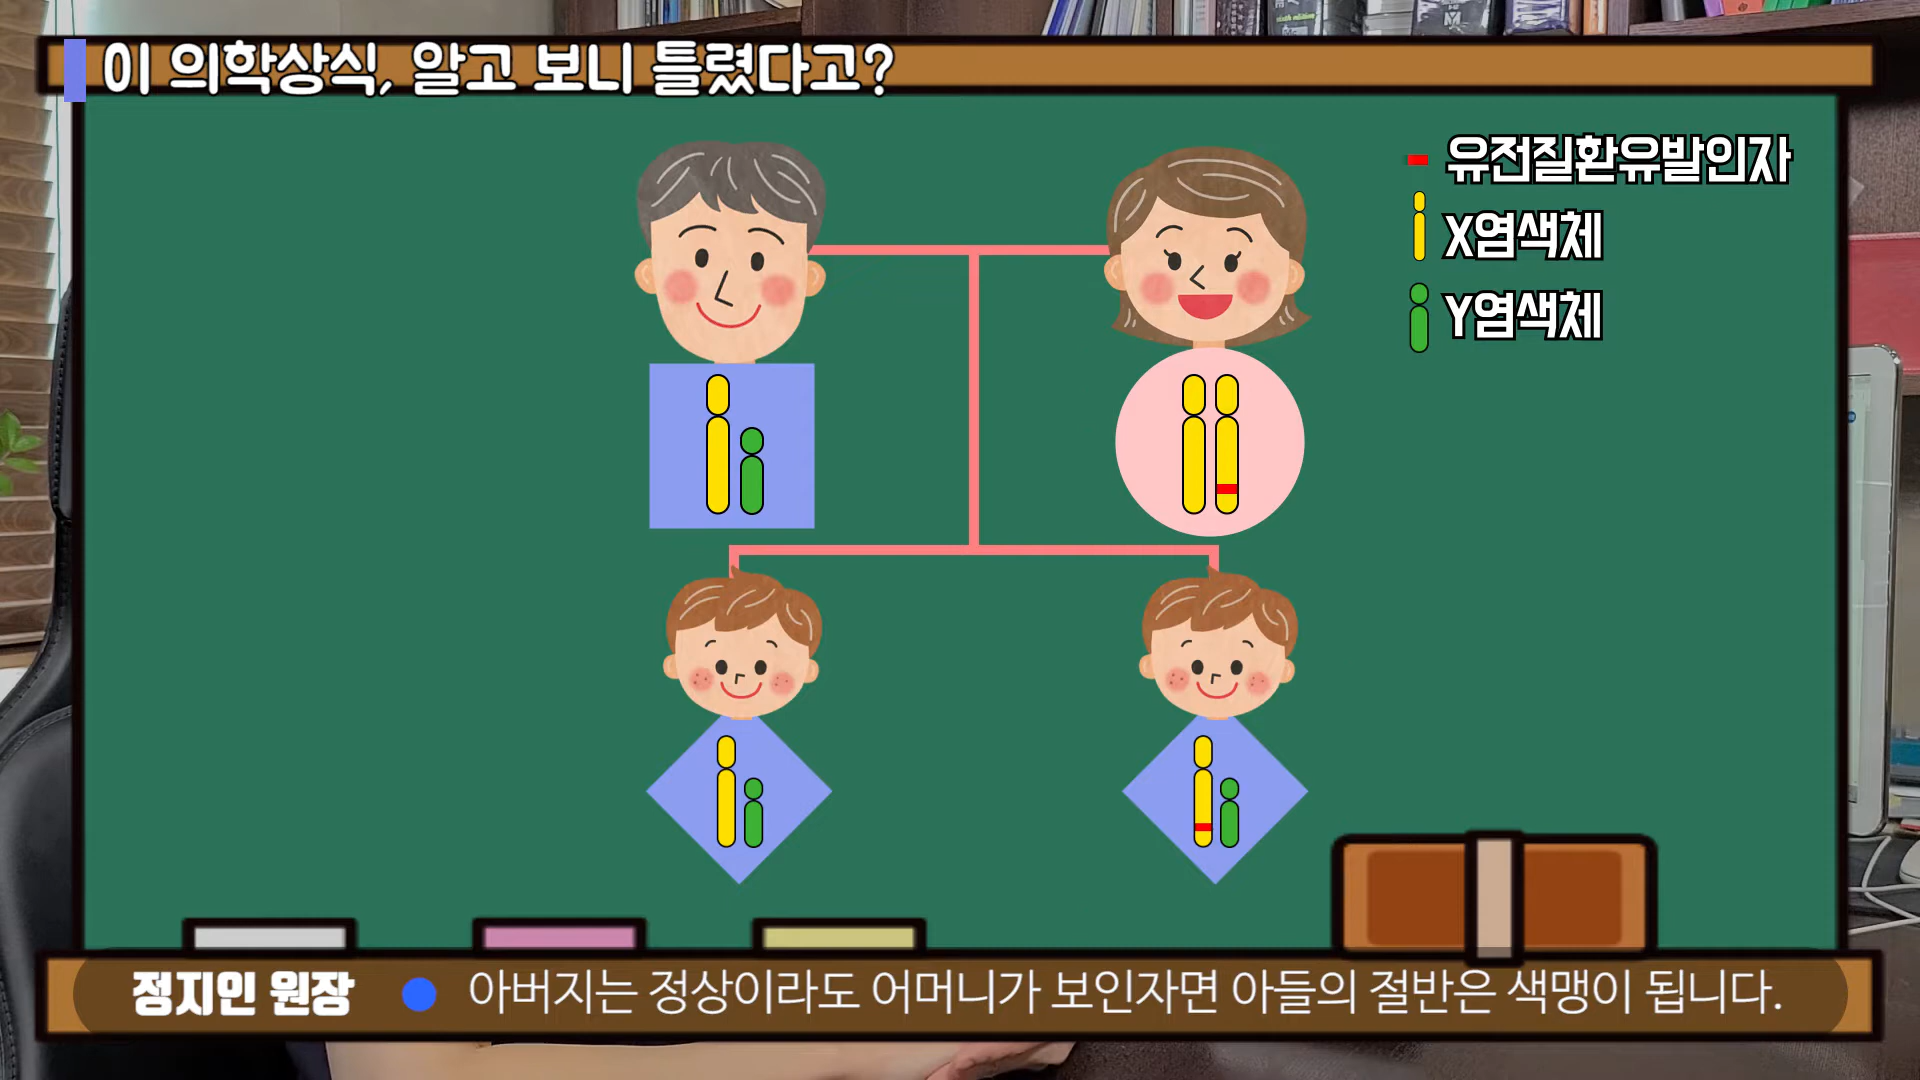 이 의학상식, 알고 보니 틀렸다고?
유전질환유발인자
X염색체
Y염색체
정지인 원장 아버지는 정상이라도 어머니가 보인자면 아들의 절반은 색맹이 됩니다.